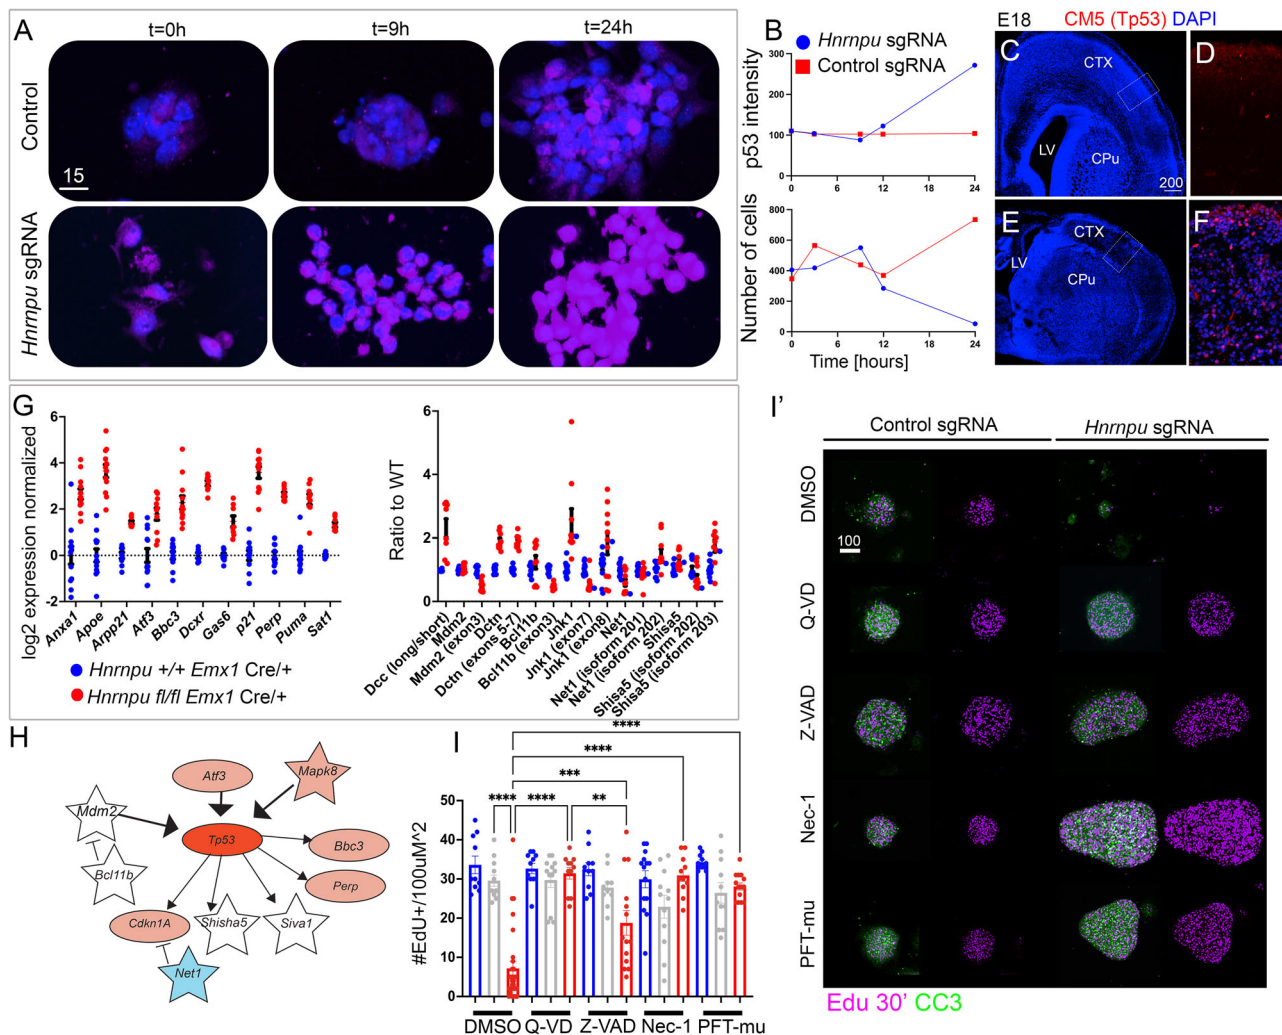 A
t=0h
t=9h
t=24h
Control
15
Hnrnpu sgRNA
B
Hnrnpu sgRNA
Control sgRNA
p53 intensity
300
200
100
0
0
6
12
18
24
Number of cells
800
600
400
200
0
0
6
12
18
24
Time [hours]
E18
CM5 (Tp53) DAPI
C
CTX
LV
CPu
200
D
E
CTX
LV
CPu
F
G
log2 expression normalized
6
4
2
0
-2
Anxa1
Apoe
Arpp21
Atf3
Bbc3
Dcxr
Gas6
p21
Perp
Puma
Sat1
Hnrnpu +/+ Emx1 Cre/+
Hnrnpu fl/fl Emx1 Cre/+
Ratio to WT
6
4
2
0
Dcc (long/short)
Mdm2
Mdm2 (exon3)
Dctn
Dctn (exons 5-7)
Bcl11b
Bcl11b (exon3)
Jnk1
Jnk1 (exon7)
Jnk1 (exon8)
Net1
Net1 (isoform 201)
Net1 (isoform 202)
Shisa5
Shisa5 (isoform 202)
Shisa5 (isoform 203)
H
Atf3
Mapk8
Mdm2
Tp53
Bbc3
Bcl11b
Perp
Cdkn1A
Shisha5
Siva1
Net1
I
****
****
***
**** **** **
#EdU+/100uM^2
50
40
30
20
10
0
DMSO Q-VD Z-VAD Nec-1 PFT-mu
I'
Control sgRNA
Hnrnpu sgRNA
DMSO
100
Q-VD
Z-VAD
Nec-1
PFT-mu
Edu 30' CC3